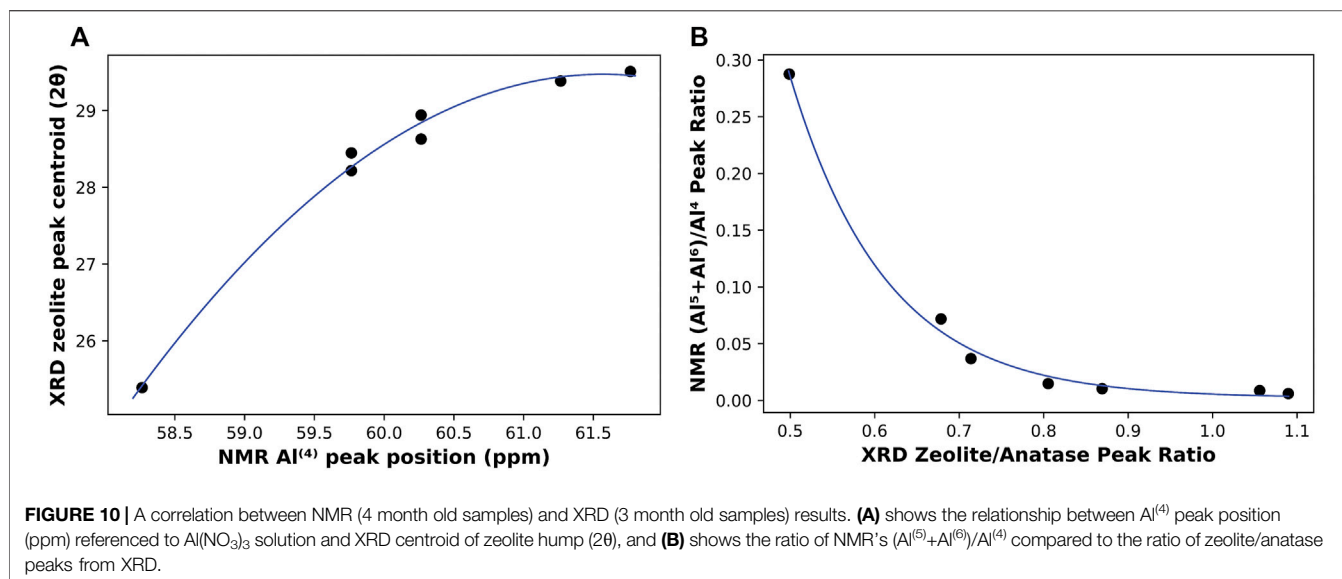 A
XRD zeolite peak centroid (2θ)
29
28
27
26
58.5 59.0 59.5 60.0 60.5 61.0 61.5
NMR Al⁽⁴⁾ peak position (ppm)
B
NMR (Al⁵+Al⁶)/Al⁴ Peak Ratio
0.30
0.25
0.20
0.15
0.10
0.05
0.00
0.5 0.6 0.7 0.8 0.9 1.0 1.1
XRD Zeolite/Anatase Peak Ratio
FIGURE 10 | A correlation between NMR (4 month old samples) and XRD (3 month old samples) results. (A) shows the relationship between Al⁽⁴⁾ peak position
(ppm) referenced to Al(NO₃)₃ solution and XRD centroid of zeolite hump (2θ), and (B) shows the ratio of NMR's (Al⁽⁵⁾+Al⁽⁶⁾)/Al⁽⁴⁾ compared to the ratio of zeolite/anatase
peaks from XRD.